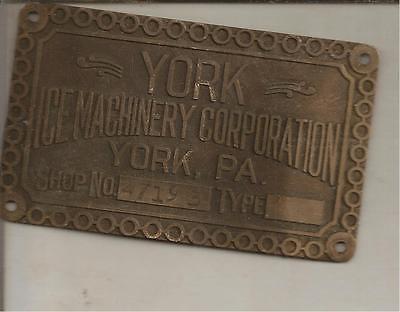 YORK
ICE MACHINERY CORPORATION
YORK, PA.
SHOP NO. TYPE